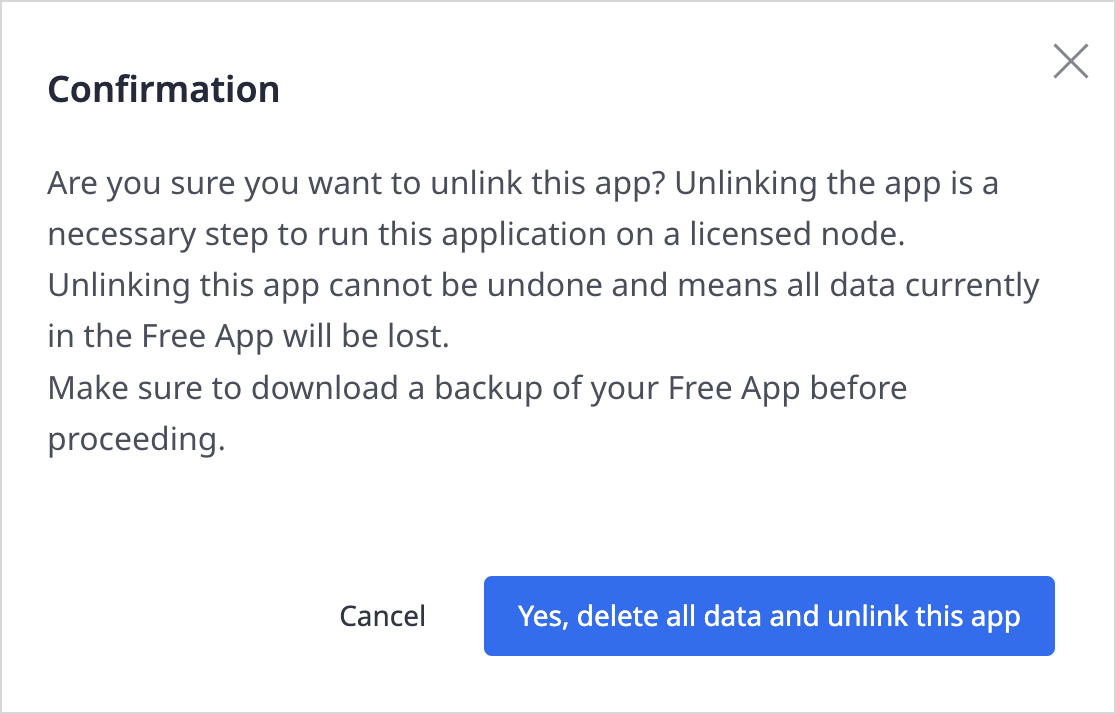 Confirmation
Are you sure you want to unlink this app? Unlinking the app is a
necessary step to run this application on a licensed node.
Unlinking this app cannot be undone and means all data currently
in the Free App will be lost.
Make sure to download a backup of your Free App before
proceeding.
Cancel
Yes, delete all data and unlink this app